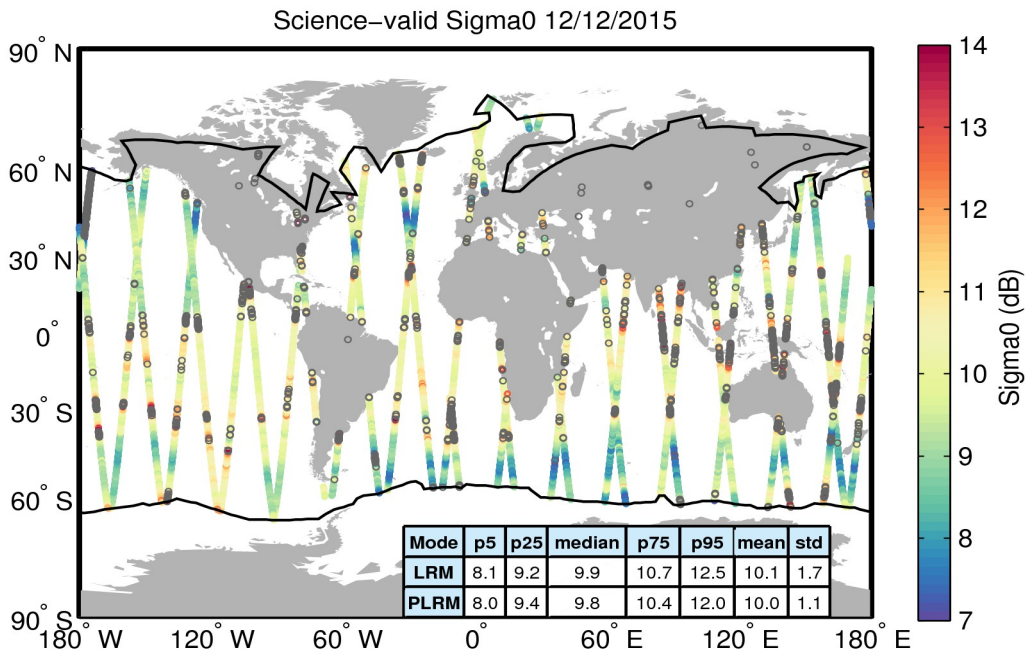 Science−valid Sigma0 12/12/2015
90° N
60° N
30° N
0°
30° S
60° S
90° S
180° W
120° W
60° W
0°
60° E
120° E
180° E
Mode p5 p25 median p75 p95 mean std
LRM 8.1 9.2 9.9 10.7 12.5 10.1 1.7
PLRM 8.0 9.4 9.8 10.4 12.0 10.0 1.1
14
13
12
11
10
9
8
7
Sigma0 (dB)